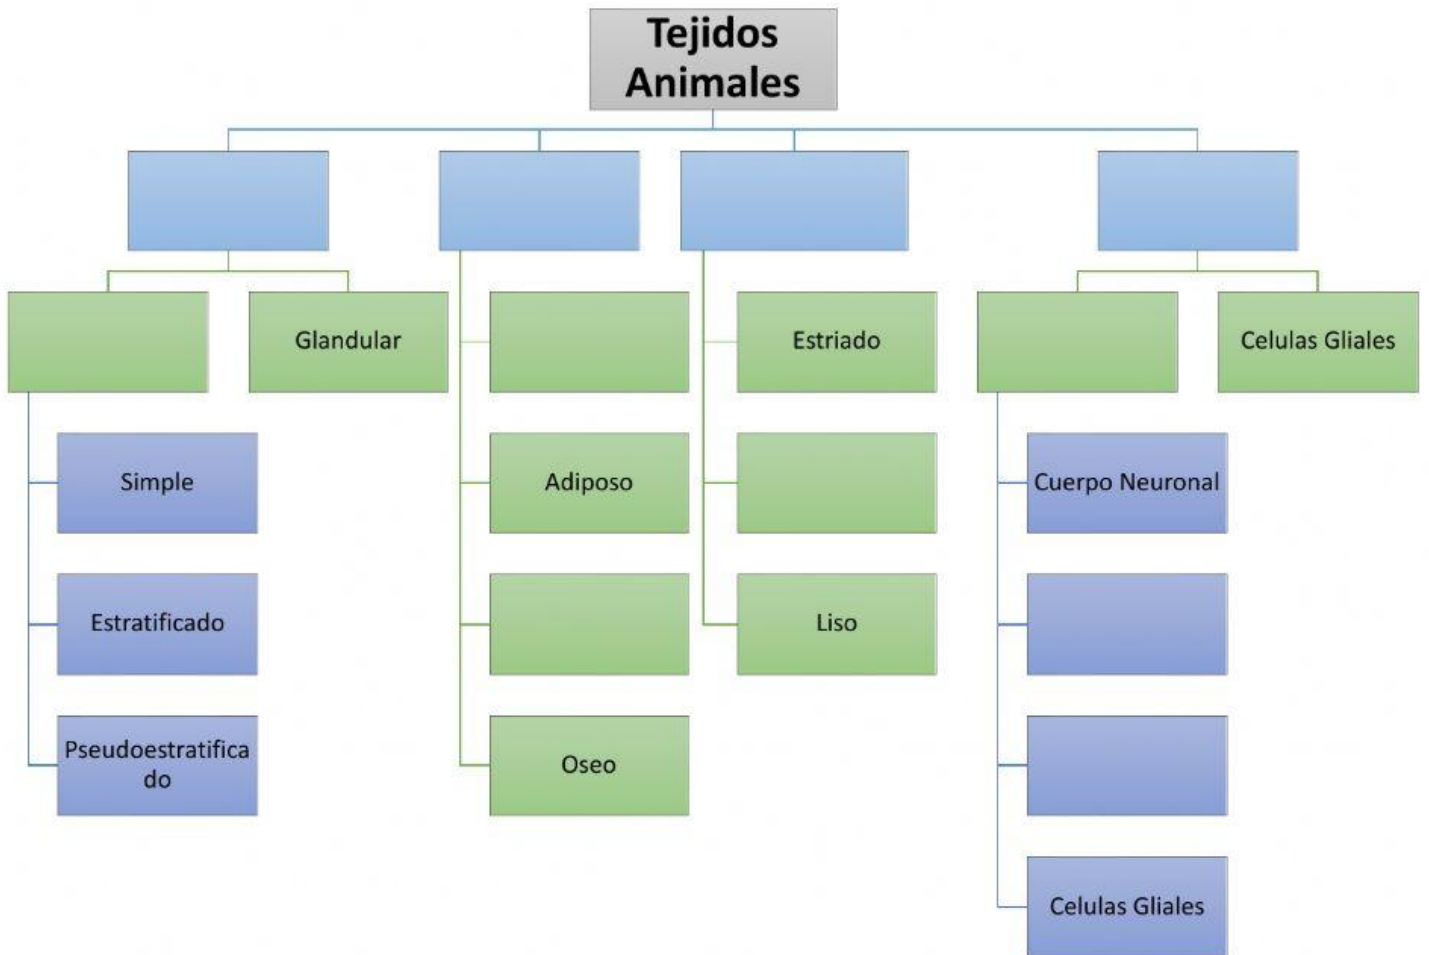 Tejidos
Animales
Glandular
Estriado
Celulas Gliales
Simple
Adiposo
Cuerpo Neuronal
Estratificado
Liso
Pseudoestratifica
do
Oseo
Celulas Gliales